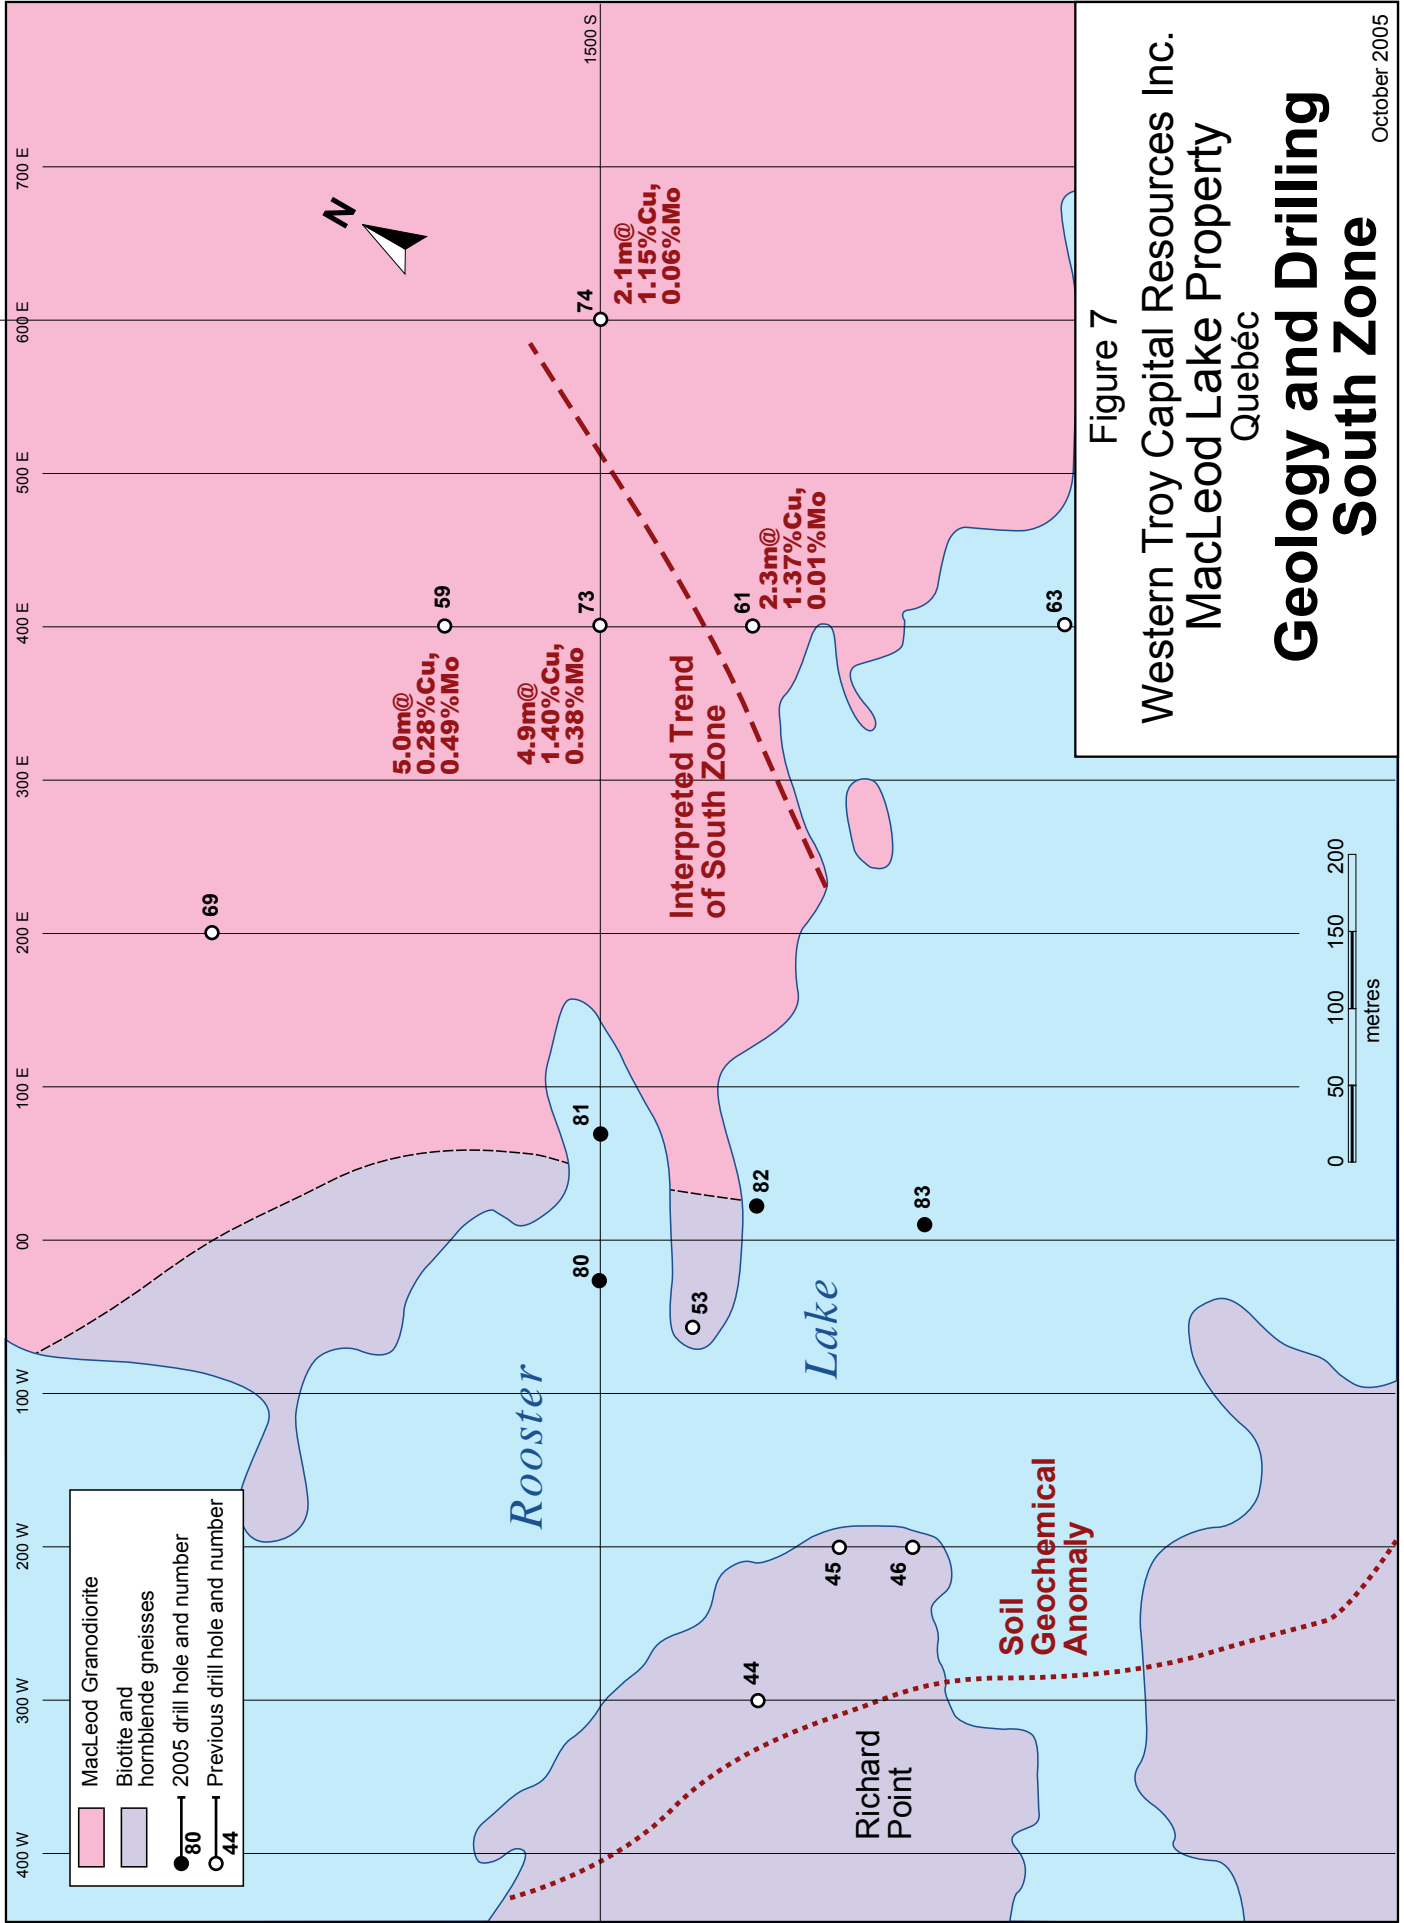 400 W
300 W
200 W
100 W
00
100 E
200 E
300 E
400 E
500 E
600 E
700 E
1500 S
N
MacLeod Granodiorite
Biotite and
hornblende gneisses
80
2005 drill hole and number
44
Previous drill hole and number
69
59
5.0m@
0.28%Cu,
0.49%Mo
73
4.9m@
1.40%Cu,
0.38%Mo
74
2.1m@
1.15%Cu,
0.06%Mo
61
2.3m@
1.37%Cu,
0.01%Mo
63
Interpreted Trend
of South Zone
80
81
82
83
53
Rooster
Lake
44
45
46
Richard
Point
Soil
Geochemical
Anomaly
0 50 100 150 200
metres
Figure 7
Western Troy Capital Resources Inc.
MacLeod Lake Property
Quebéc
Geology and Drilling
South Zone
October 2005